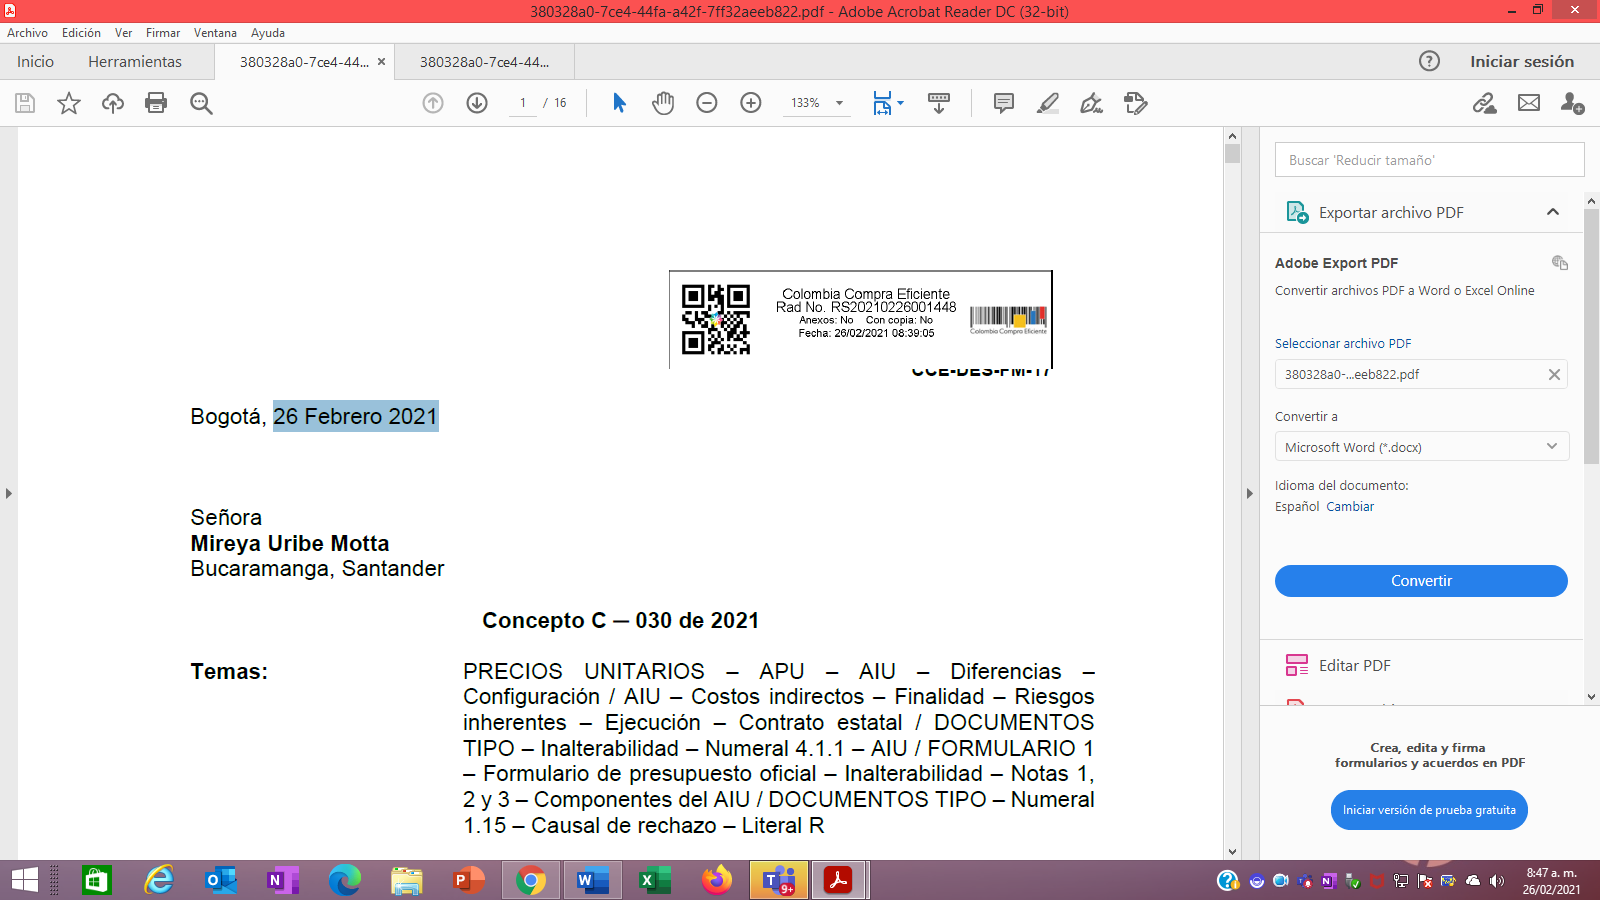 380328a0-7ce4-44fa-a42f-7ff32aeeb822.pdf - Adobe Acrobat Reader DC (32-bit)
Archivo Edición Ver Firmar Ventana Ayuda
Inicio Herramientas 380328a0-7ce4-44... × 380328a0-7ce4-44... Iniciar sesión
1 / 16 133%
Buscar 'Reducir tamaño'
Exportar archivo PDF
Adobe Export PDF
Convertir archivos PDF a Word o Excel Online
Seleccionar archivo PDF
380328a0-...eeb822.pdf
Convertir a
Microsoft Word (*.docx)
Idioma del documento:
Español Cambiar
Convertir
Editar PDF
Crea, edita y firma
formularios y acuerdos en PDF
Iniciar versión de prueba gratuita
Colombia Compra Eficiente
Rad No. RS20210226001448
Anexos: No Con copia: No
Fecha: 26/02/2021 08:39:05
Colombia Compra Eficiente
CCE-DES-FM-17
Bogotá, 26 Febrero 2021
Señora
Mireya Uribe Motta
Bucaramanga, Santander
Concepto C ─ 030 de 2021
Temas:
PRECIOS UNITARIOS – APU – AIU – Diferencias –
Configuración / AIU – Costos indirectos – Finalidad – Riesgos
inherentes – Ejecución – Contrato estatal / DOCUMENTOS
TIPO – Inalterabilidad – Numeral 4.1.1 – AIU / FORMULARIO 1
– Formulario de presupuesto oficial – Inalterabilidad – Notas 1,
2 y 3 – Componentes del AIU / DOCUMENTOS TIPO – Numeral
1.15 – Causal de rechazo – Literal R
9+
8:47 a. m.
26/02/2021